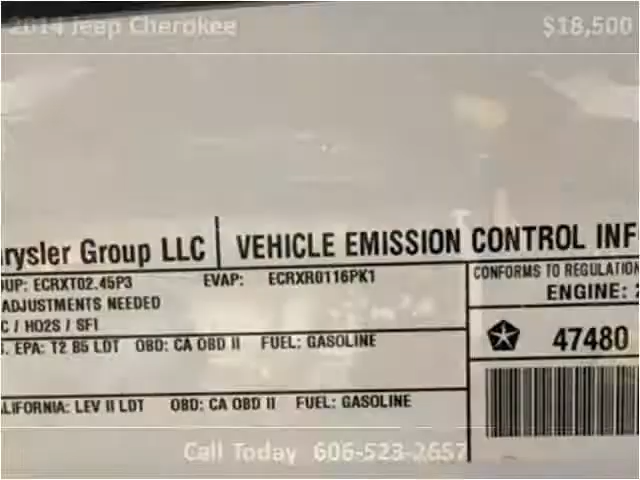 2014 Jeep Cherokee $18,500
rysler Group LLC | VEHICLE EMISSION CONTROL INF
UP: ECRXT02.45P3 EVAP: ECRXR0116PK1
ADJUSTMENTS NEEDED
C / HO2S / SFI
. EPA: T2 B5 LDT OBD: CA OBD II FUEL: GASOLINE
LIFORNIA: LEV II LDT OBD: CA OBD II FUEL: GASOLINE
CONFORMS TO REGULATION
ENGINE:
47480
Call Today 606-523-2657